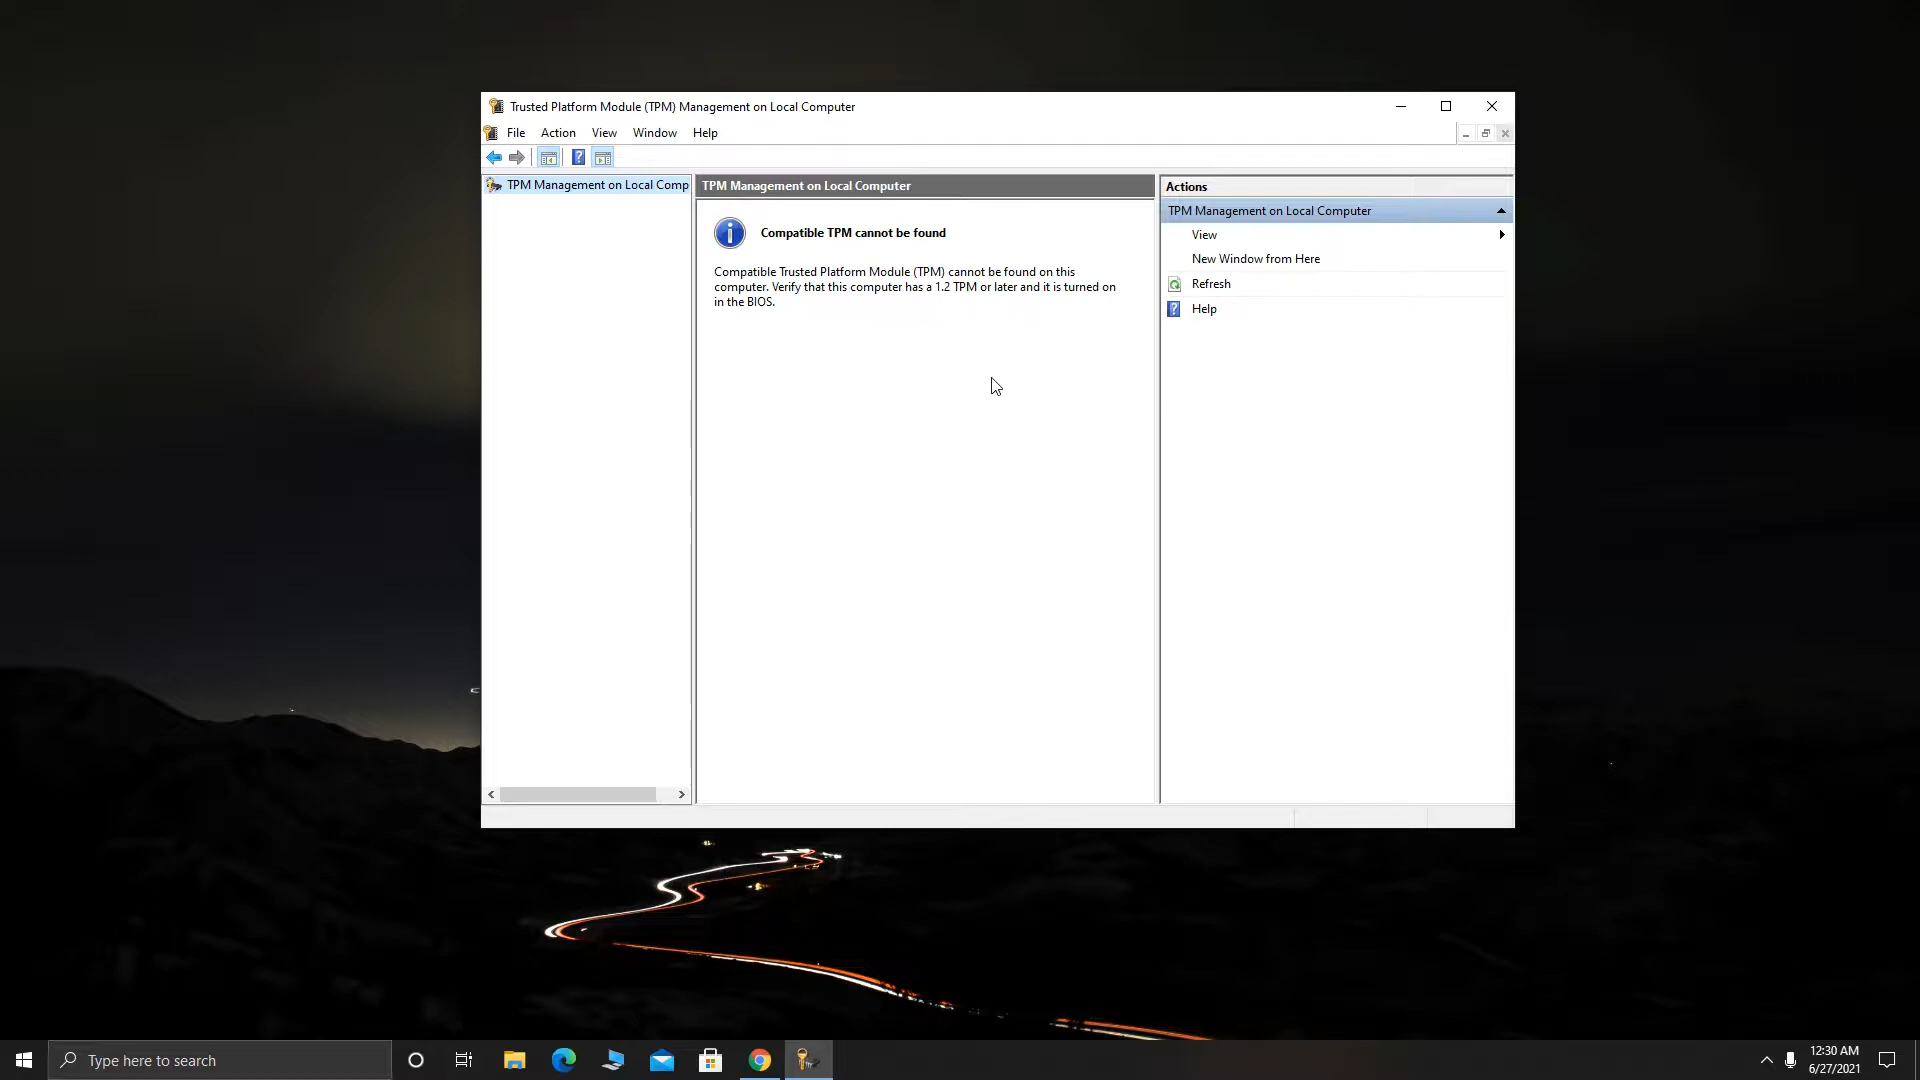 Trusted Platform Module (TPM) Management on Local Computer
File Action View Window Help
TPM Management on Local Comp
TPM Management on Local Computer
Compatible TPM cannot be found
Compatible Trusted Platform Module (TPM) cannot be found on this
computer. Verify that this computer has a 1.2 TPM or later and it is turned on
in the BIOS.
Actions
TPM Management on Local Computer
View
New Window from Here
Refresh
Help
Type here to search
12:30 AM
6/27/2021